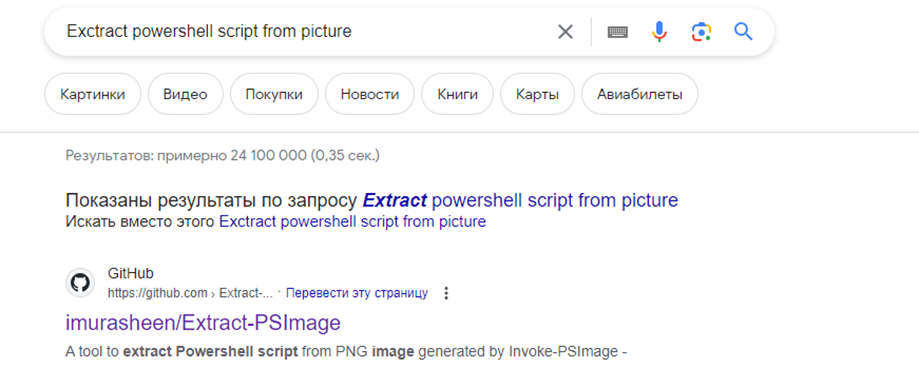 Exctract powershell script from picture
Картинки Видео Покупки Новости Книги Карты Авиабилеты
Результатов: примерно 24 100 000 (0,35 сек.)
Показаны результаты по запросу Extract powershell script from picture
Искать вместо этого Exctract powershell script from picture
GitHub
https://github.com › Extract-... · Перевести эту страницу
imurasheen/Extract-PSImage
A tool to extract Powershell script from PNG image generated by Invoke-PSImage -